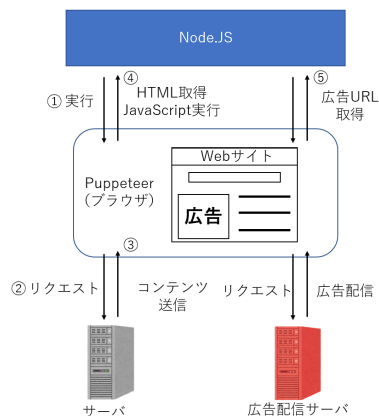 Node.JS
① 実行
④
HTML取得
JavaScript実行
⑤
広告URL
取得
Webサイト
Puppeteer
（ブラウザ）
広告
③
② リクエスト
コンテンツ
送信
リクエスト
広告配信
サーバ
広告配信サーバ